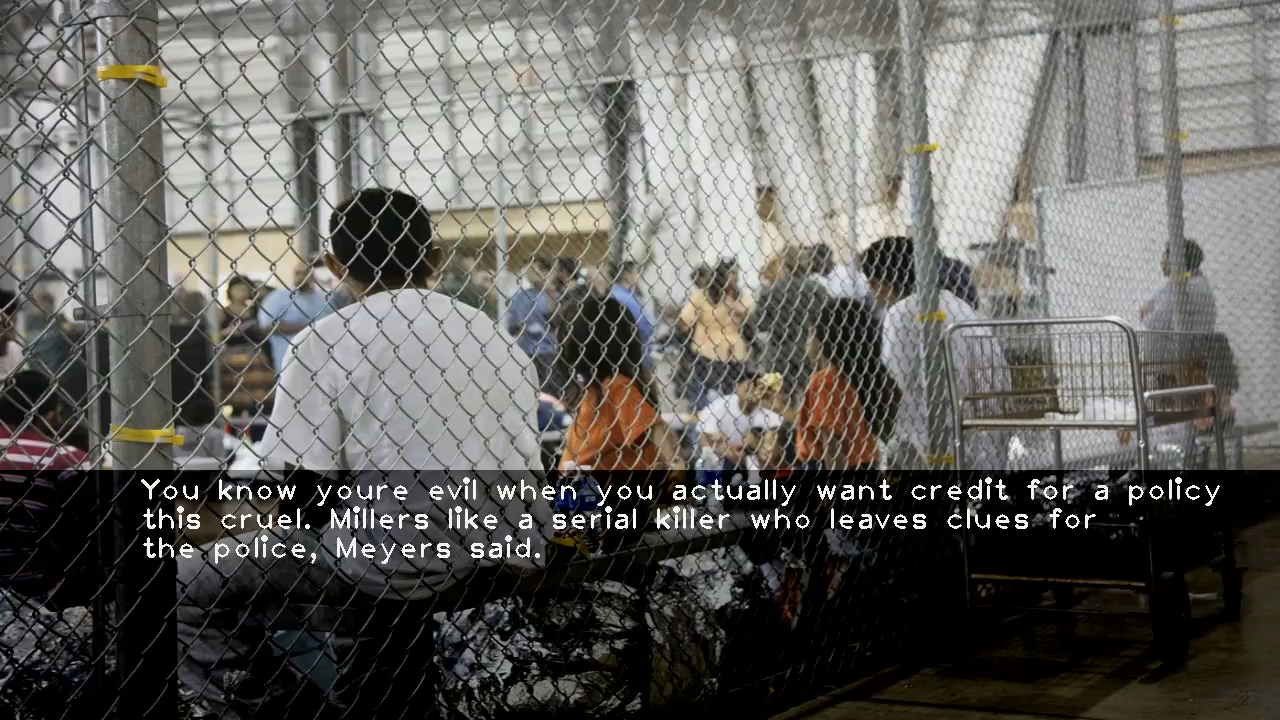 You know youre evil when you actually want credit for a policy
this cruel. Millers like a serial killer who leaves clues for
the police, Meyers said.